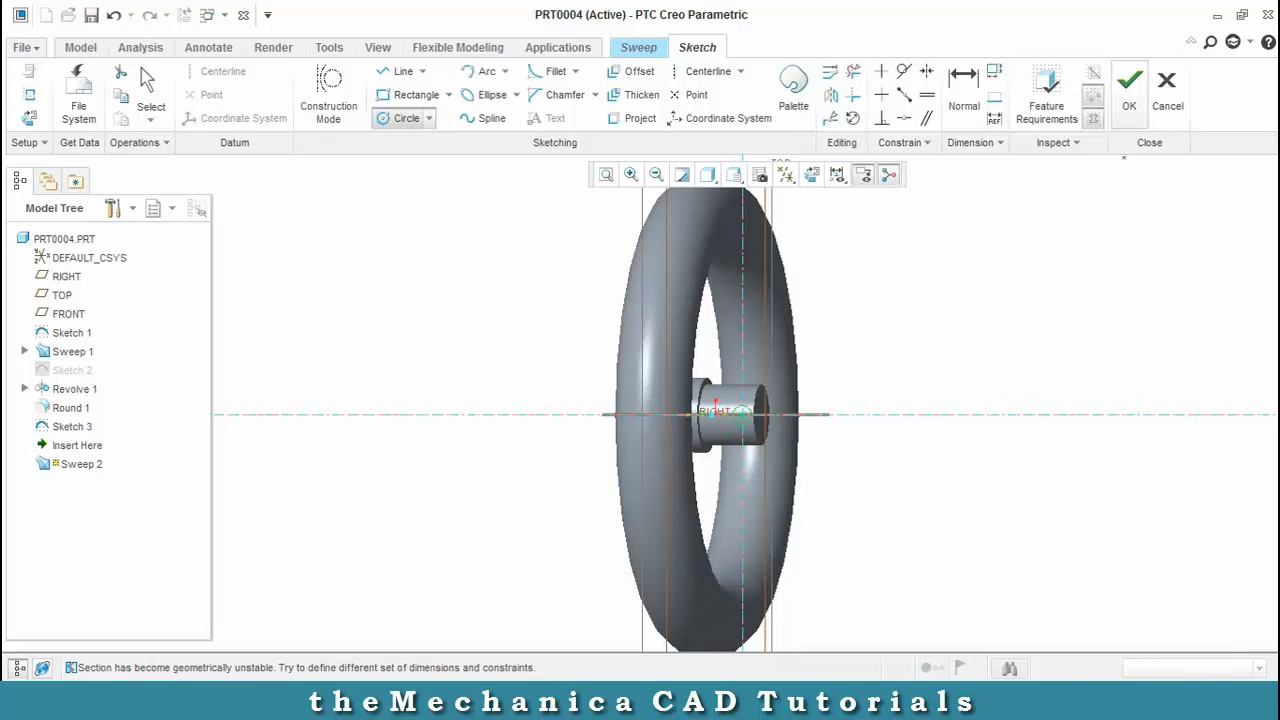 PRT0004 (Active) - PTC Creo Parametric
File Model Analysis Annotate Render Tools View Flexible Modeling Applications Sweep Sketch
File System
Select
Centerline
Point
Coordinate System
Construction Mode
Line Arc Fillet Offset Centerline
Rectangle Ellipse Chamfer Thicken Point
Circle Spline Text Project Coordinate System
Palette
Normal
Feature Requirements
OK Cancel
Setup Get Data Operations Datum Sketching Editing Constrain Dimension Inspect Close
Model Tree
PRT0004.PRT
DEFAULT_CSYS
RIGHT
TOP
FRONT
Sketch 1
Sweep 1
Sketch 2
Revolve 1
Round 1
Sketch 3
Insert Here
Sweep 2
RIGHT
Section has become geometrically unstable. Try to define different set of dimensions and constraints.
theMechanica CAD Tutorials